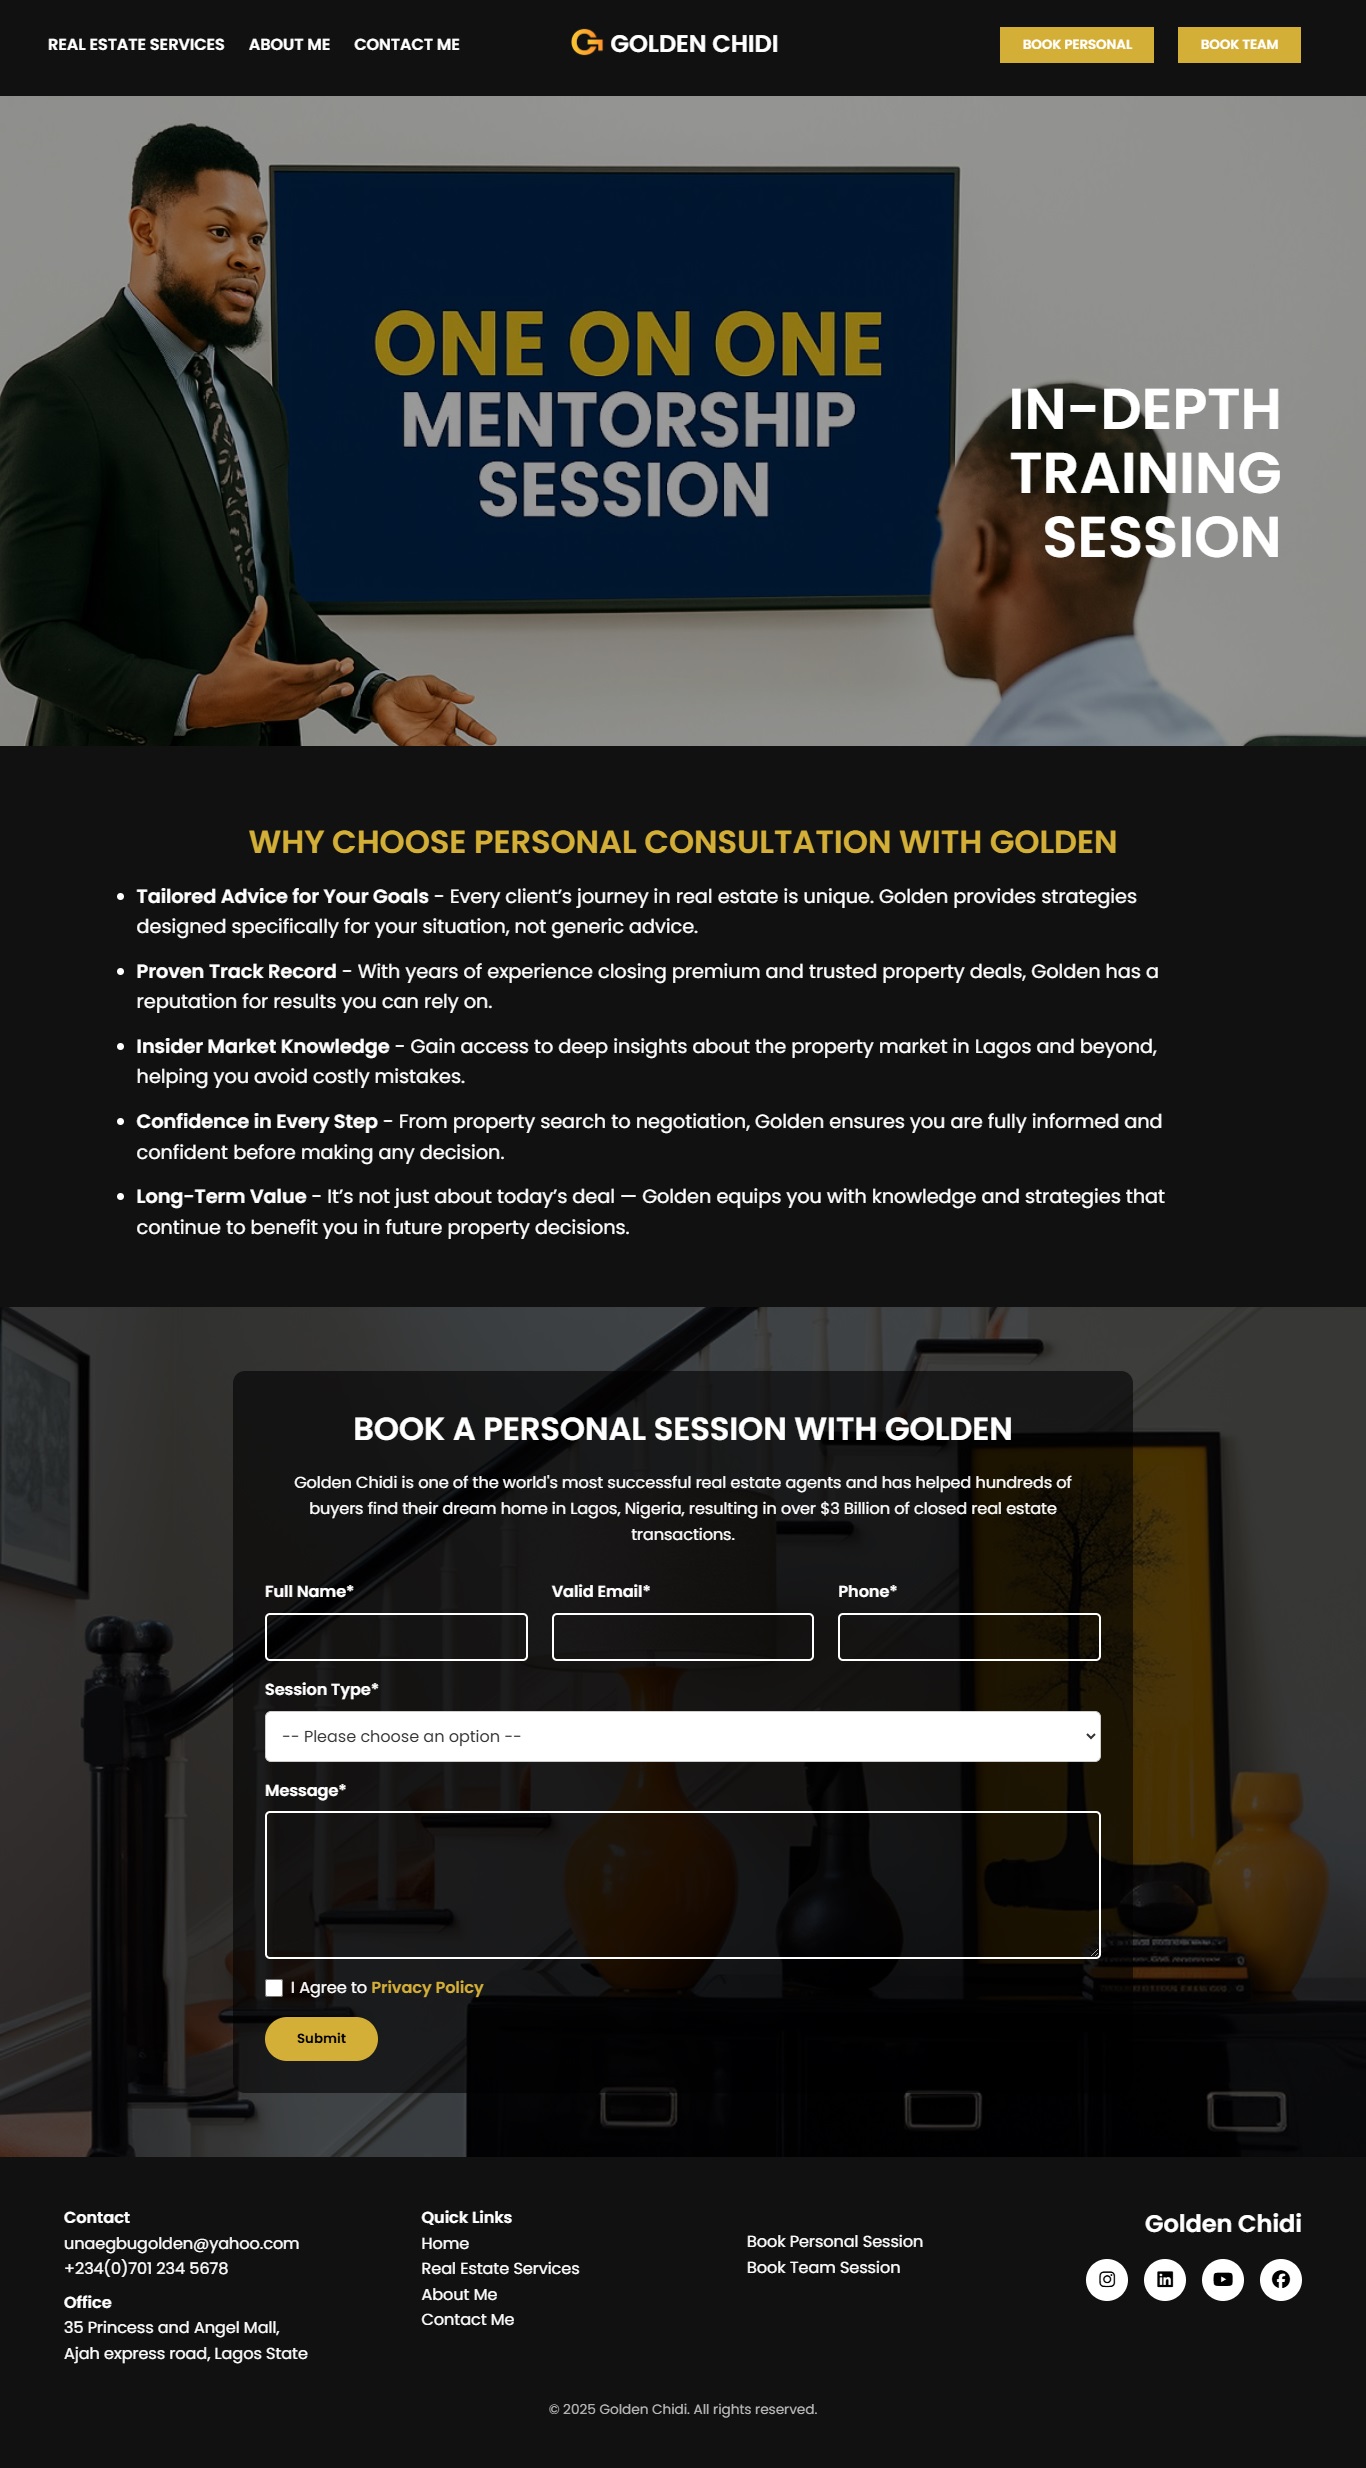 REAL ESTATE SERVICES
ABOUT ME
CONTACT ME
GOLDEN CHIDI
BOOK PERSONAL
BOOK TEAM
ONE ON ONE
MENTORSHIP
SESSION
IN-DEPTH
TRAINING
SESSION
WHY CHOOSE PERSONAL CONSULTATION WITH GOLDEN
• Tailored Advice for Your Goals - Every client’s journey in real estate is unique. Golden provides strategies
designed specifically for your situation, not generic advice.
• Proven Track Record - With years of experience closing premium and trusted property deals, Golden has a
reputation for results you can rely on.
• Insider Market Knowledge - Gain access to deep insights about the property market in Lagos and beyond,
helping you avoid costly mistakes.
• Confidence in Every Step - From property search to negotiation, Golden ensures you are fully informed and
confident before making any decision.
• Long-Term Value - It’s not just about today’s deal — Golden equips you with knowledge and strategies that
continue to benefit you in future property decisions.
BOOK A PERSONAL SESSION WITH GOLDEN
Golden Chidi is one of the world's most successful real estate agents and has helped hundreds of
buyers find their dream home in Lagos, Nigeria, resulting in over $3 Billion of closed real estate
transactions.
Full Name*
Valid Email*
Phone*
Session Type*
-- Please choose an option --
Message*
I Agree to Privacy Policy
Submit
Contact
unaegbugolden@yahoo.com
+234(0)701 234 5678
Office
35 Princess and Angel Mall,
Ajah express road, Lagos State
Quick Links
Home
Real Estate Services
About Me
Contact Me
Book Personal Session
Book Team Session
Golden Chidi
© 2025 Golden Chidi. All rights reserved.